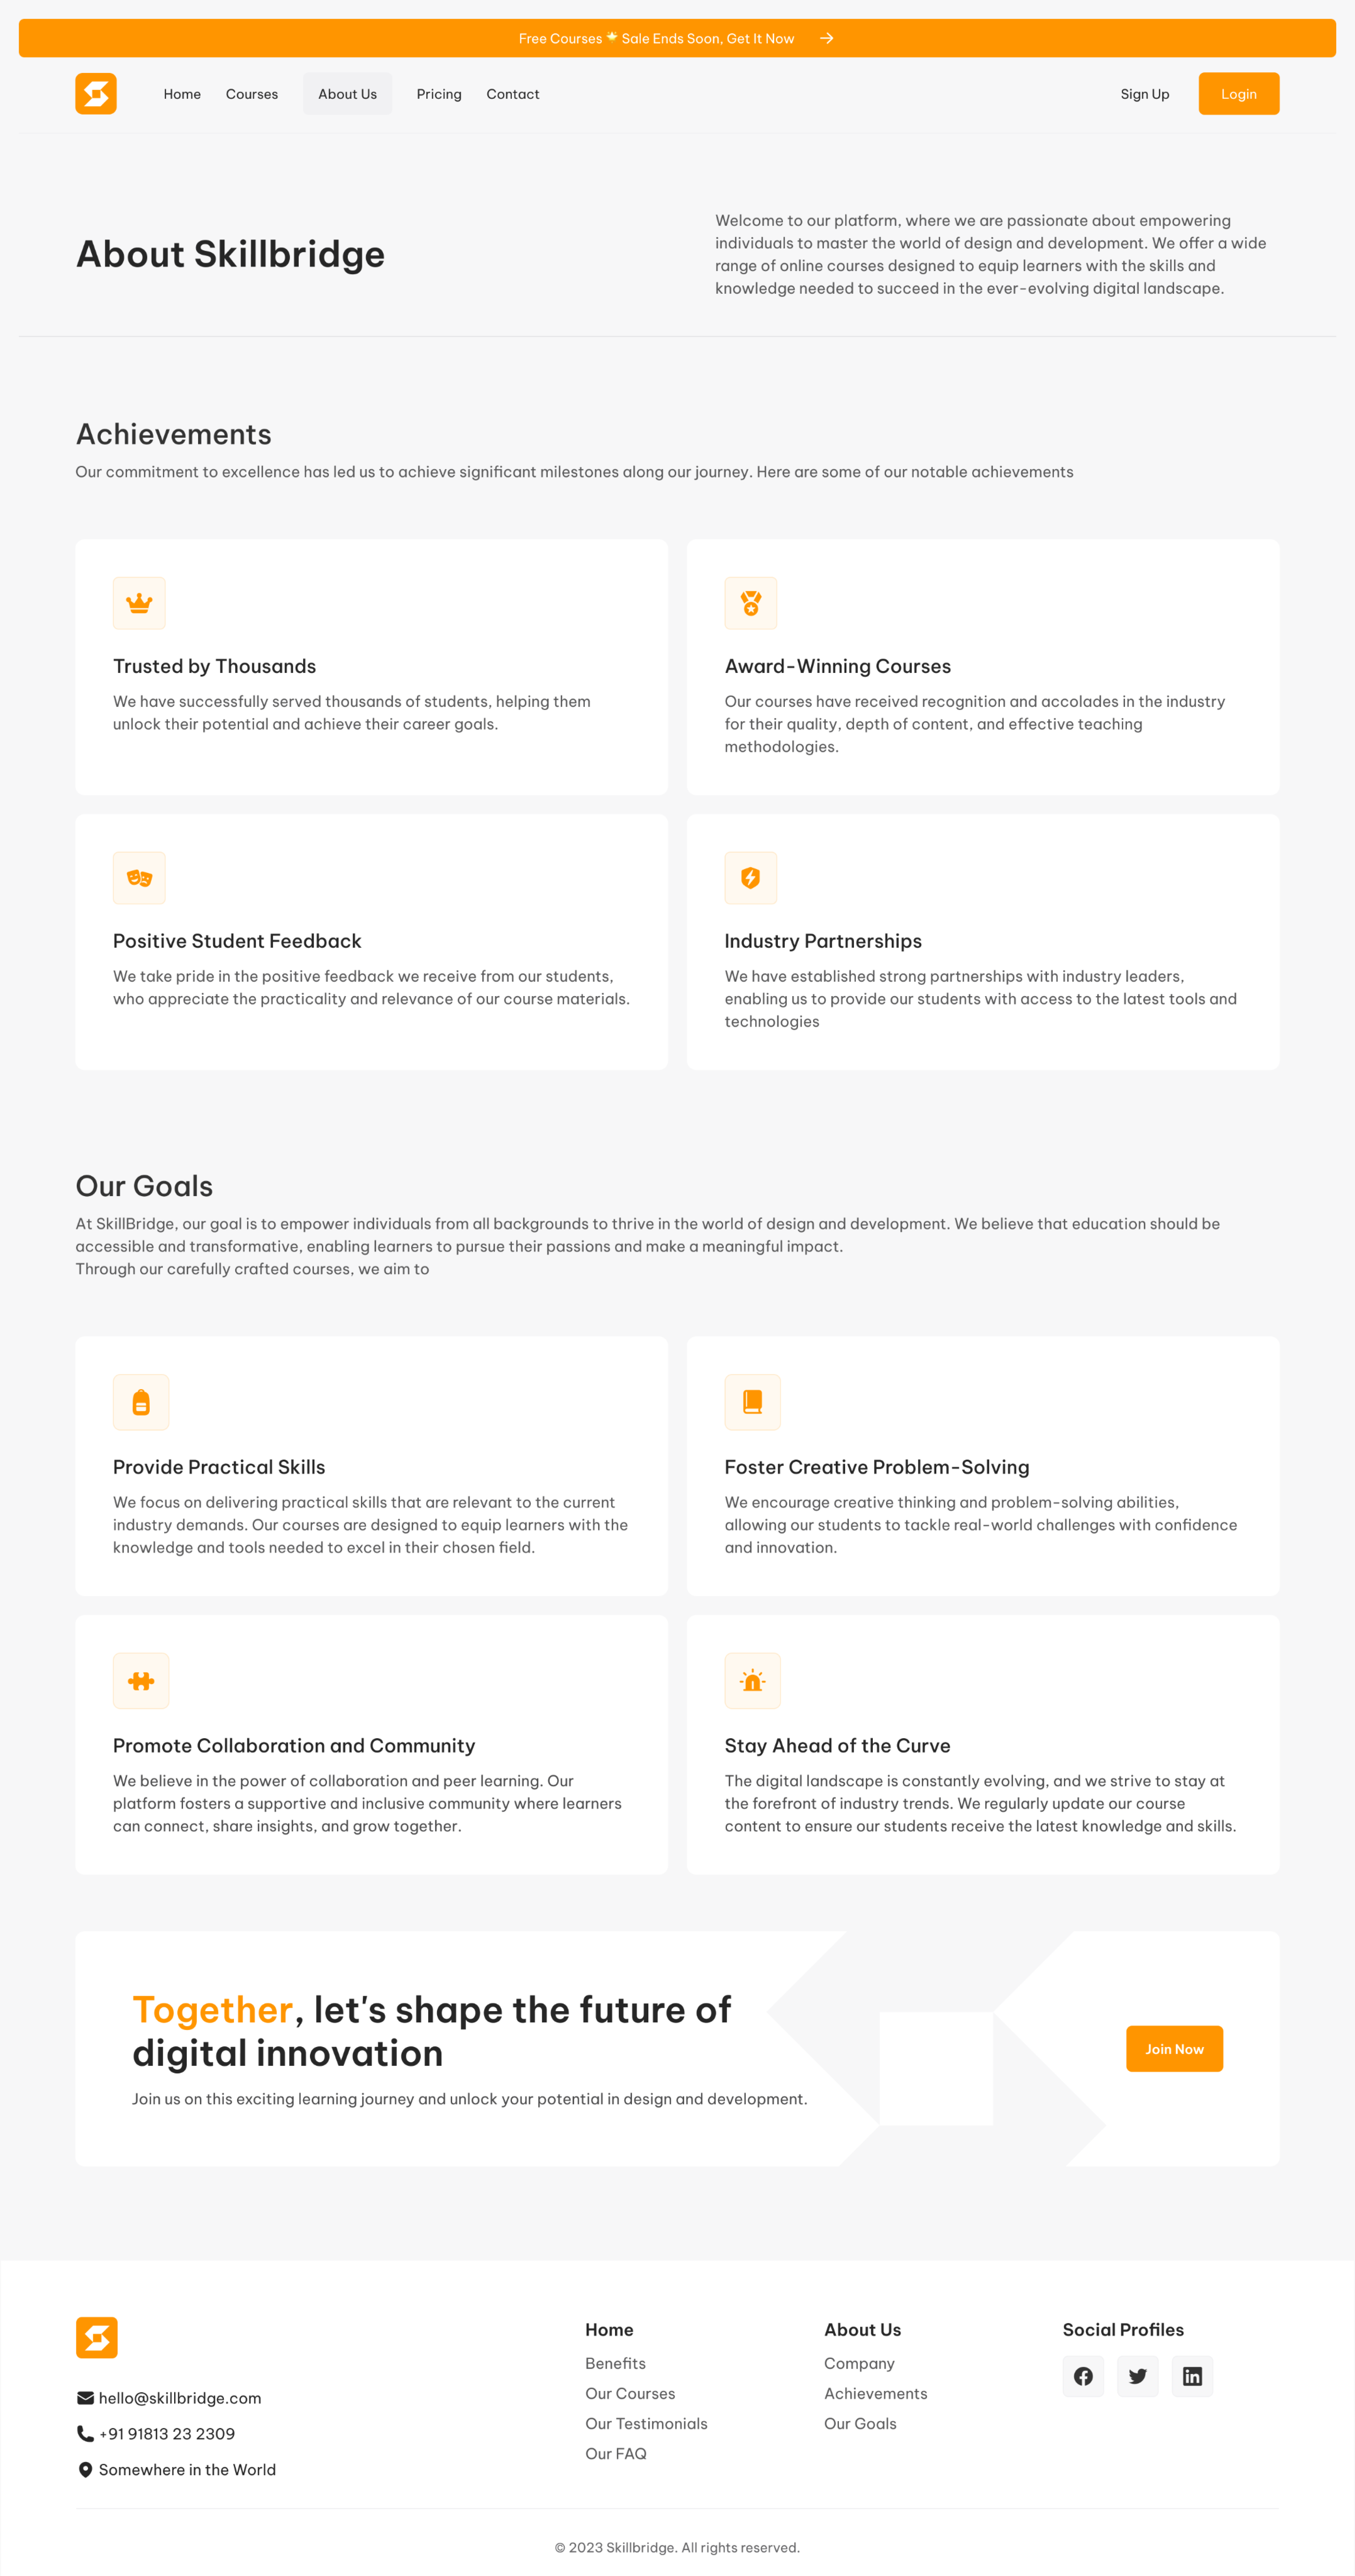 Free Courses 🌟 Sale Ends Soon, Get It Now
Home
Courses
About Us
Pricing
Contact
Sign Up
Login
About Skillbridge
Welcome to our platform, where we are passionate about empowering
individuals to master the world of design and development. We offer a wide
range of online courses designed to equip learners with the skills and
knowledge needed to succeed in the ever-evolving digital landscape.
Achievements
Our commitment to excellence has led us to achieve significant milestones along our journey. Here are some of our notable achievements
Trusted by Thousands
We have successfully served thousands of students, helping them
unlock their potential and achieve their career goals.
Award-Winning Courses
Our courses have received recognition and accolades in the industry
for their quality, depth of content, and effective teaching
methodologies.
Positive Student Feedback
We take pride in the positive feedback we receive from our students,
who appreciate the practicality and relevance of our course materials.
Industry Partnerships
We have established strong partnerships with industry leaders,
enabling us to provide our students with access to the latest tools and
technologies
Our Goals
At SkillBridge, our goal is to empower individuals from all backgrounds to thrive in the world of design and development. We believe that education should be
accessible and transformative, enabling learners to pursue their passions and make a meaningful impact.
Through our carefully crafted courses, we aim to
Provide Practical Skills
We focus on delivering practical skills that are relevant to the current
industry demands. Our courses are designed to equip learners with the
knowledge and tools needed to excel in their chosen field.
Foster Creative Problem-Solving
We encourage creative thinking and problem-solving abilities,
allowing our students to tackle real-world challenges with confidence
and innovation.
Promote Collaboration and Community
We believe in the power of collaboration and peer learning. Our
platform fosters a supportive and inclusive community where learners
can connect, share insights, and grow together.
Stay Ahead of the Curve
The digital landscape is constantly evolving, and we strive to stay at
the forefront of industry trends. We regularly update our course
content to ensure our students receive the latest knowledge and skills.
Together, let's shape the future of
digital innovation
Join us on this exciting learning journey and unlock your potential in design and development.
Join Now
hello@skillbridge.com
+91 91813 23 2309
Somewhere in the World
Home
Benefits
Our Courses
Our Testimonials
Our FAQ
About Us
Company
Achievements
Our Goals
Social Profiles
© 2023 Skillbridge. All rights reserved.